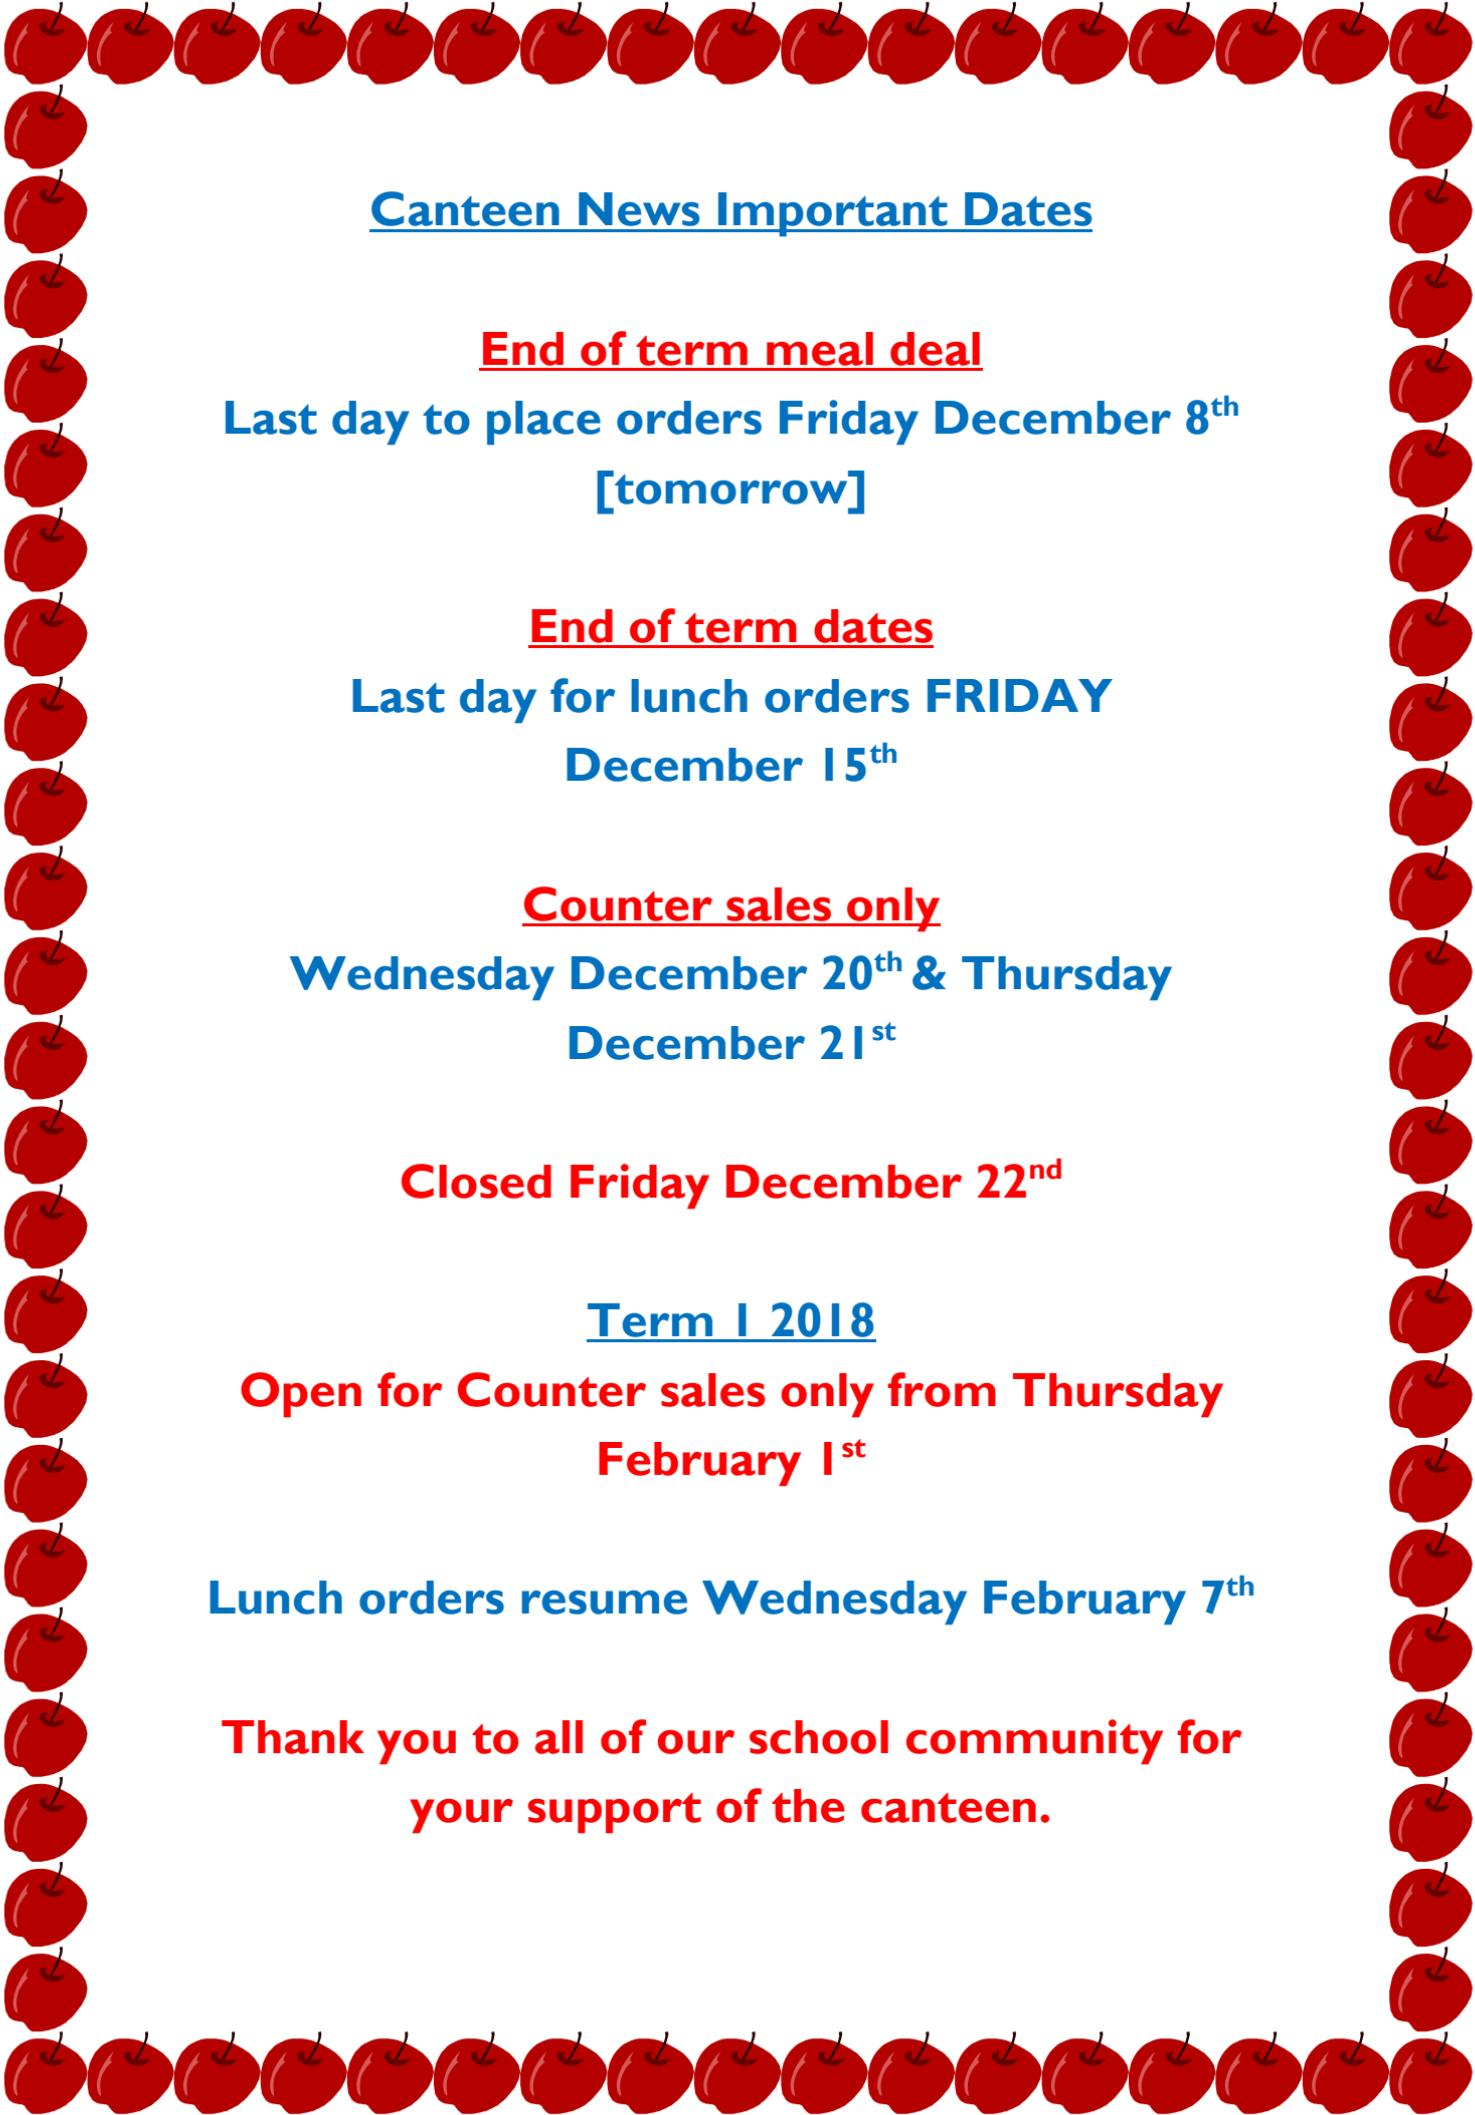 Canteen News Important Dates
End of term meal deal
Last day to place orders Friday December 8th
[tomorrow]
End of term dates
Last day for lunch orders FRIDAY
December 15th
Counter sales only
Wednesday December 20th & Thursday
December 21st
Closed Friday December 22nd
Term 1 2018
Open for Counter sales only from Thursday
February 1st
Lunch orders resume Wednesday February 7th
Thank you to all of our school community for
your support of the canteen.